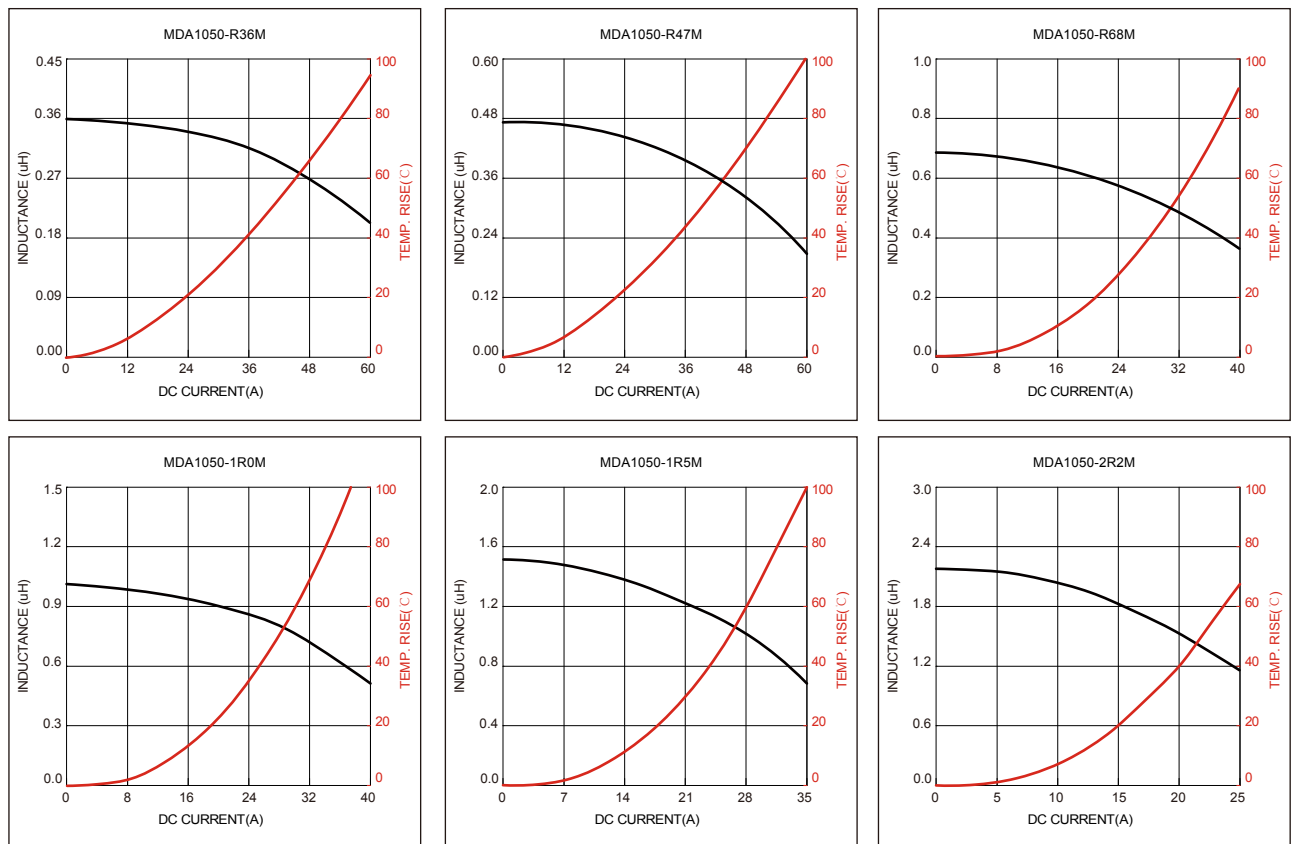 MDA1050-R36M
0.45
0.36
0.27
0.18
0.09
0.00
INDUCTANCE (uH)
100
80
60
40
20
0
TEMP. RISE(℃)
0 12 24 36 48 60
DC CURRENT(A)
MDA1050-R47M
0.60
0.48
0.36
0.24
0.12
0.00
INDUCTANCE (uH)
100
80
60
40
20
0
TEMP. RISE(℃)
0 12 24 36 48 60
DC CURRENT(A)
MDA1050-R68M
1.0
0.8
0.6
0.4
0.2
0.0
INDUCTANCE (uH)
100
80
60
40
20
0
TEMP. RISE(℃)
0 8 16 24 32 40
DC CURRENT(A)
MDA1050-1R0M
1.5
1.2
0.9
0.6
0.3
0.0
INDUCTANCE (uH)
100
80
60
40
20
0
TEMP. RISE(℃)
0 8 16 24 32 40
DC CURRENT(A)
MDA1050-1R5M
2.0
1.6
1.2
0.8
0.4
0.0
INDUCTANCE (uH)
100
80
60
40
20
0
TEMP. RISE(℃)
0 7 14 21 28 35
DC CURRENT(A)
MDA1050-2R2M
3.0
2.4
1.8
1.2
0.6
0.0
INDUCTANCE (uH)
100
80
60
40
20
0
TEMP. RISE(℃)
0 5 10 15 20 25
DC CURRENT(A)